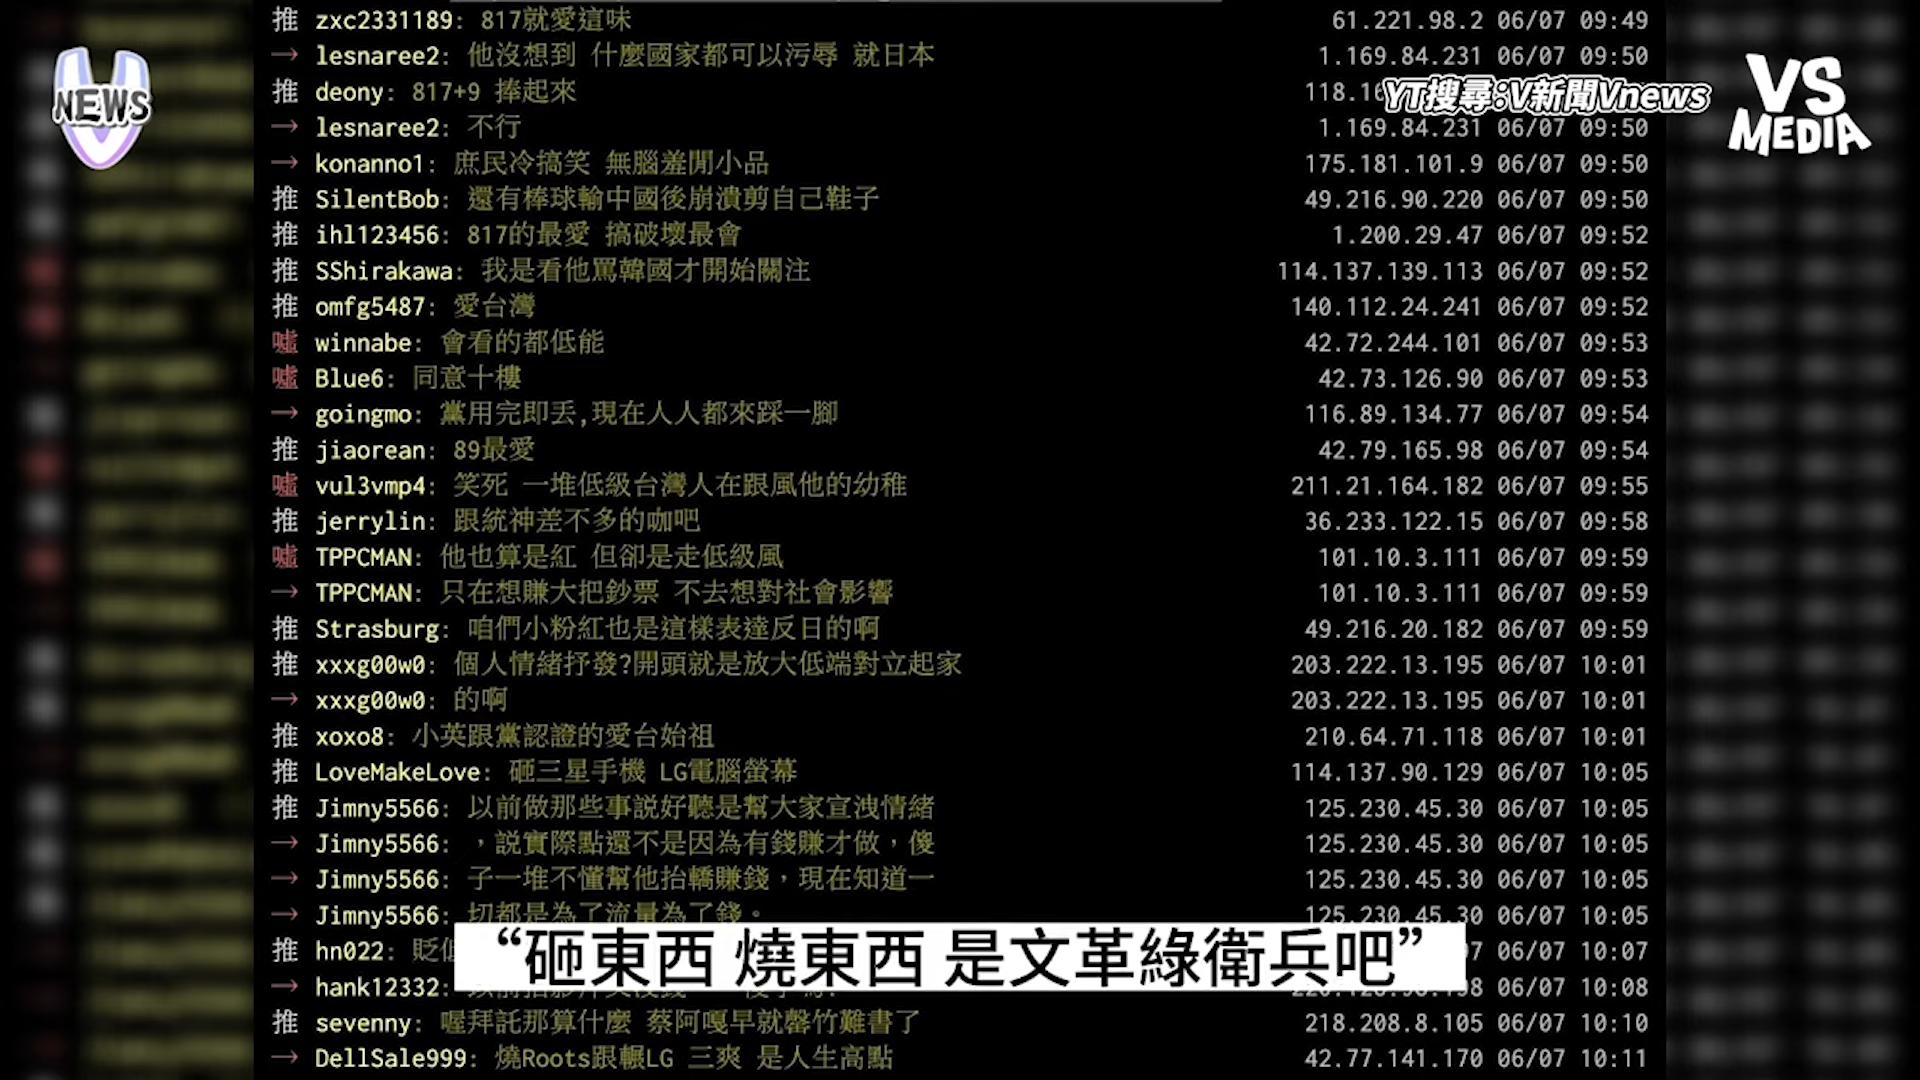 推 zxc2331189: 817就愛這味 61.221.98.2 06/07 09:49
→ lesnaree2: 他沒想到 什麼國家都可以污辱 就日本 1.169.84.231 06/07 09:50
推 deony: 817+9 捧起來 118.16
→ lesnaree2: 不行 1.169.84.231 06/07 09:50
→ konanno1: 庶民冷搞笑 無腦羞閒小品 175.181.101.9 06/07 09:50
推 SilentBob: 還有棒球輸中國後崩潰剪自己鞋子 49.216.90.220 06/07 09:50
推 ihl123456: 817的最愛 搞破壞最會 1.200.29.47 06/07 09:52
推 SShirakawa: 我是看他罵韓國才開始關注 114.137.139.113 06/07 09:52
推 omfg5487: 愛台灣 140.112.24.241 06/07 09:52
噓 winnabe: 會看的都低能 42.72.244.101 06/07 09:53
噓 Blue6: 同意十樓 42.73.126.90 06/07 09:53
→ goingmo: 黨用完即丟,現在人人都來踩一腳 116.89.134.77 06/07 09:54
推 jiaorean: 89最愛 42.79.165.98 06/07 09:54
噓 vul3vmp4: 笑死 一堆低級台灣人在跟風他的幼稚 211.21.164.182 06/07 09:55
推 jerrylin: 跟統神差不多的咖吧 36.233.122.15 06/07 09:58
噓 TPPCMAN: 他也算是紅 但卻是走低級風 101.10.3.111 06/07 09:59
→ TPPCMAN: 只在想賺大把鈔票 不去想對社會影響 101.10.3.111 06/07 09:59
推 Strasburg: 咱們小粉紅也是這樣表達反日的啊 49.216.20.182 06/07 09:59
推 xxxg00w0: 個人情緒抒發?開頭就是放大低端對立起家 203.222.13.195 06/07 10:01
→ xxxg00w0: 的啊 203.222.13.195 06/07 10:01
推 xoxo8: 小英跟黨認證的愛台始祖 210.64.71.118 06/07 10:01
推 LoveMakeLove: 砸三星手機 LG電腦螢幕 114.137.90.129 06/07 10:05
推 Jimny5566: 以前做那些事說好聽是幫大家宣洩情緒 125.230.45.30 06/07 10:05
→ Jimny5566: ，說實際點還不是因為有錢賺才做，傻 125.230.45.30 06/07 10:05
→ Jimny5566: 子一堆不懂幫他抬轎賺錢，現在知道一 125.230.45.30 06/07 10:05
→ Jimny5566: 切都是為了流量為了錢。 125.230.45.30 06/07 10:05
推 hn022: 貶低 7 10:07
→ hank12332: 8 06/07 10:08
推 sevenny: 喔拜託那算什麼 蔡阿嘎早就罄竹難書了 218.208.8.105 06/07 10:10
→ DellSale999: 燒Roots跟輾LG 三爽 是人生高點 42.77.141.170 06/07 10:11
“砸東西 燒東西 是文革綠衛兵吧”
NEWS
YT搜尋:V新聞Vnews
VS
MEDIA